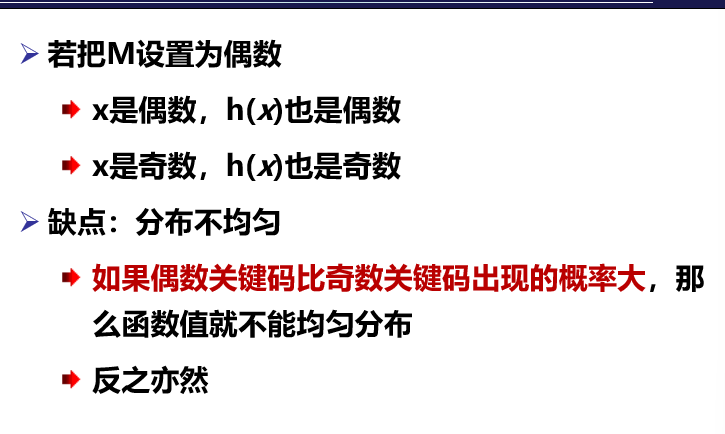 若把M设置为偶数
x是偶数，h(x)也是偶数
x是奇数，h(x)也是奇数
缺点：分布不均匀
如果偶数关键码比奇数关键码出现的概率大，那
么函数值就不能均匀分布
反之亦然